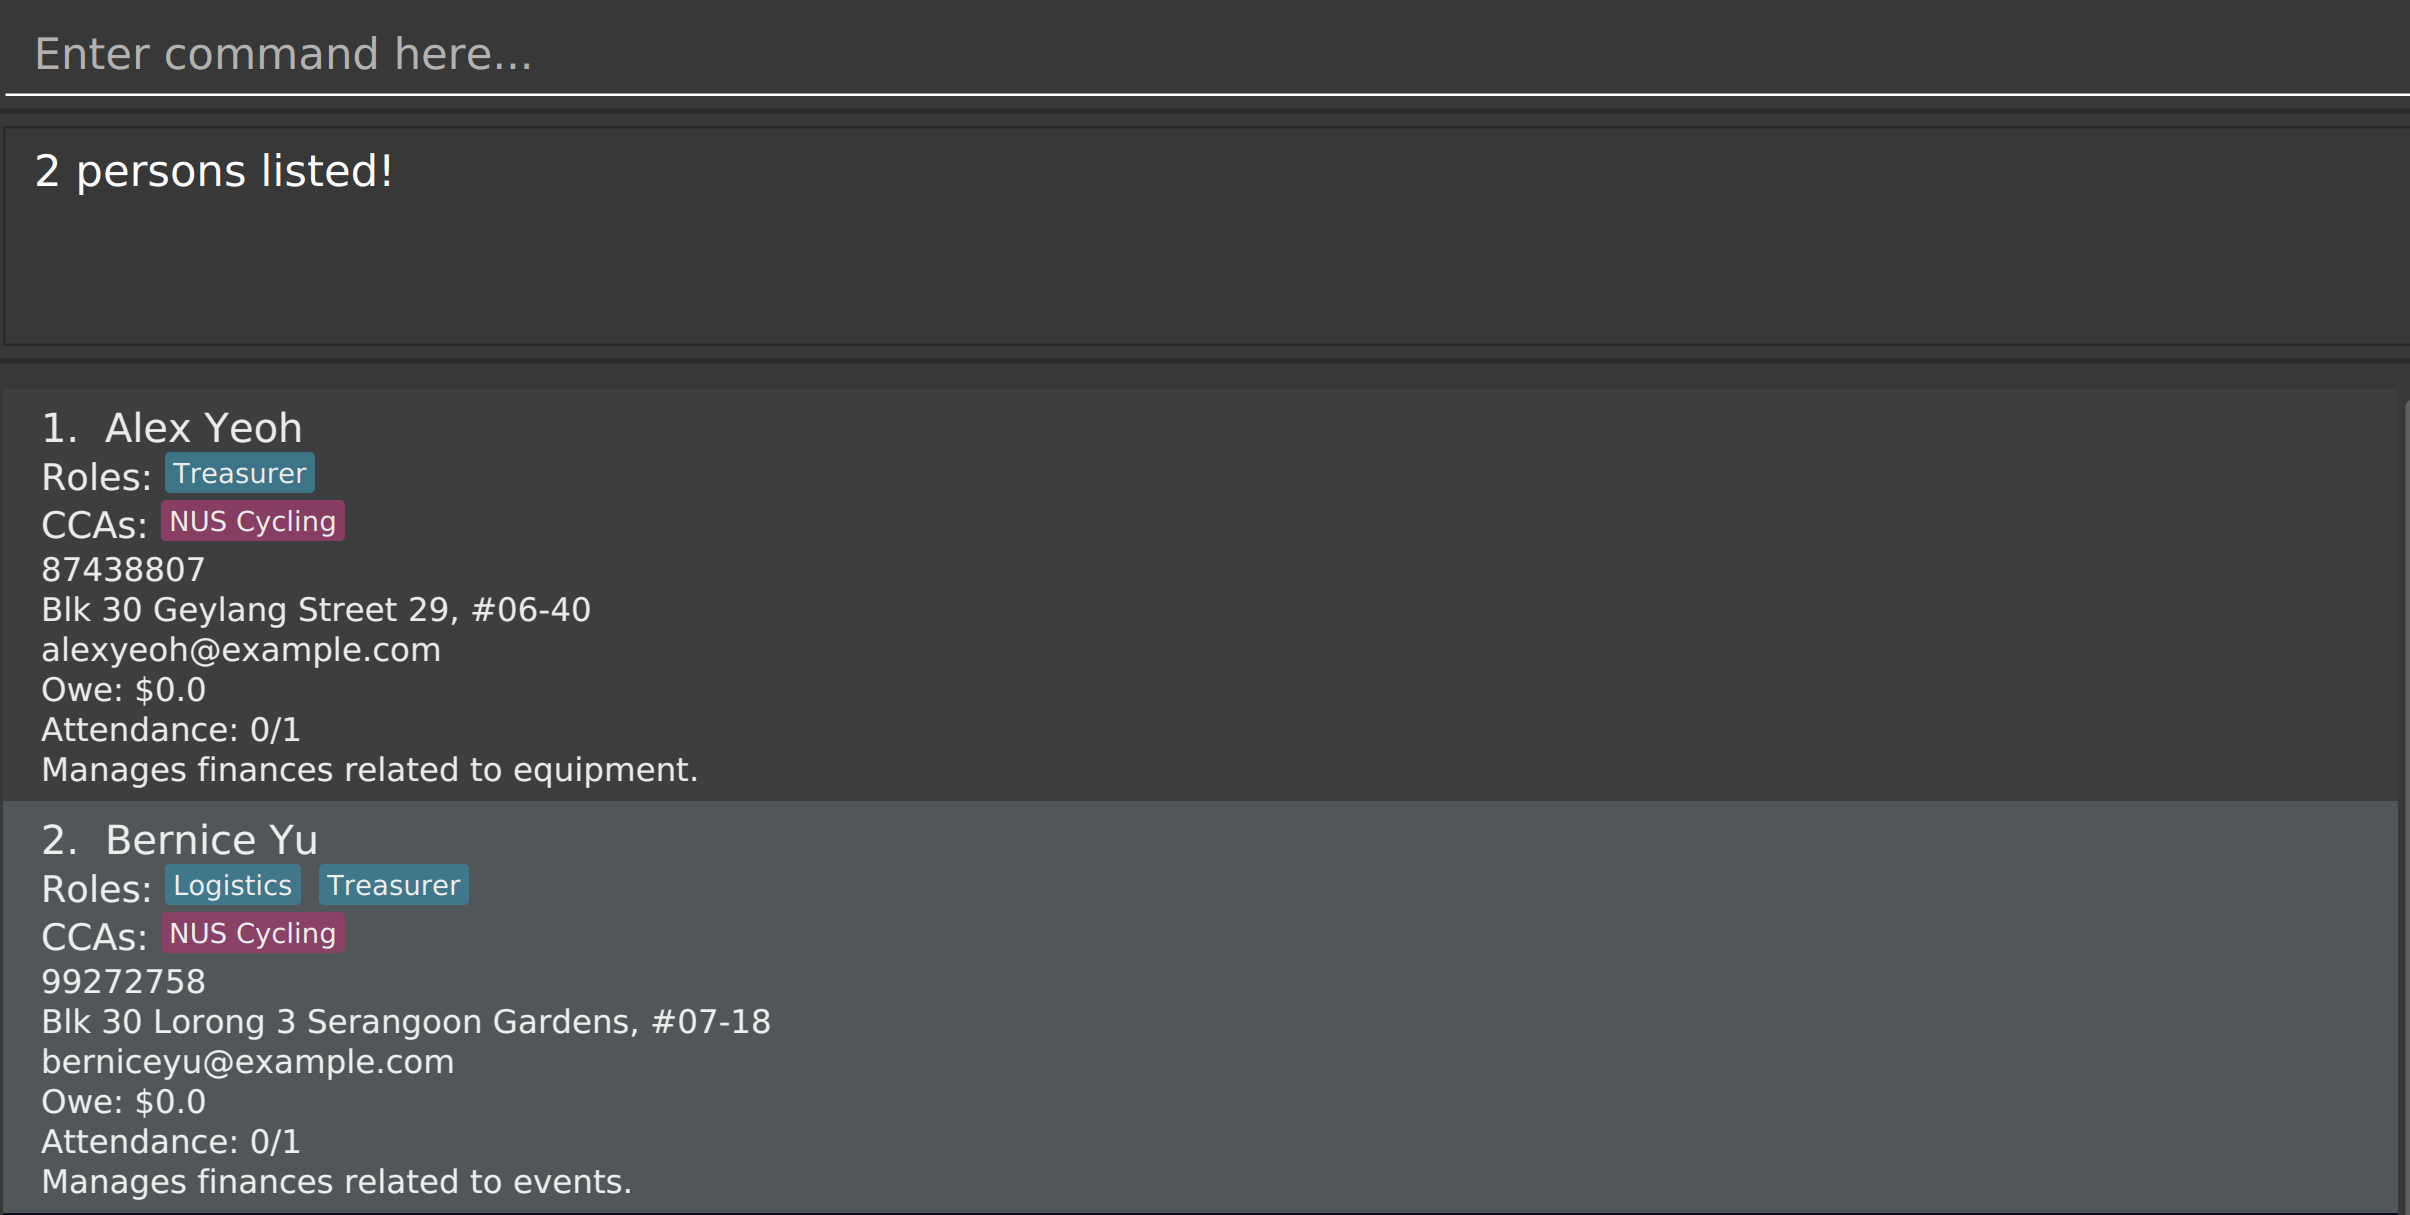 Enter command here...
2 persons listed!
1. Alex Yeoh
Roles: Treasurer
CCAs: NUS Cycling
87438807
Blk 30 Geylang Street 29, #06-40
alexyeoh@example.com
Owe: $0.0
Attendance: 0/1
Manages finances related to equipment.
2. Bernice Yu
Roles: Logistics Treasurer
CCAs: NUS Cycling
99272758
Blk 30 Lorong 3 Serangoon Gardens, #07-18
berniceyu@example.com
Owe: $0.0
Attendance: 0/1
Manages finances related to events.